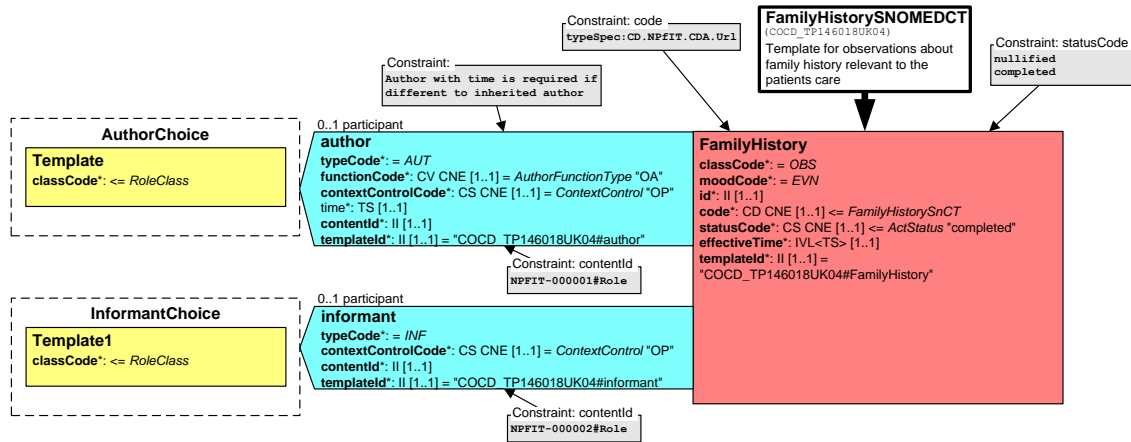 FamilyHistorySNOMEDCT
(COCD_TP146018UK04)
Template for observations about
family history relevant to the
patients care
Constraint: code
typeSpec:CD.NPfIT.CDA.Url
Constraint: statusCode
nullified
completed
Constraint:
Author with time is required if
different to inherited author
AuthorChoice
Template
classCode*: <= RoleClass
0..1 participant
author
typeCode*: = AUT
functionCode*: CV CNE [1..1] = AuthorFunctionType "OA"
contextControlCode*: CS CNE [1..1] = ContextControl "OP"
time*: TS [1..1]
contentId*: II [1..1]
templateId*: II [1..1] = "COCD_TP146018UK04#author"
Constraint: contentId
NPFIT-000001#Role
FamilyHistory
classCode*: = OBS
moodCode*: = EVN
id*: II [1..1]
code*: CD CNE [1..1] <= FamilyHistorySnCT
statusCode*: CS CNE [1..1] <= ActStatus "completed"
effectiveTime*: IVL<TS> [1..1]
templateId*: II [1..1] =
"COCD_TP146018UK04#FamilyHistory"
InformantChoice
Template1
classCode*: <= RoleClass
0..1 participant
informant
typeCode*: = INF
contextControlCode*: CS CNE [1..1] = ContextControl "OP"
contentId*: II [1..1]
templateId*: II [1..1] = "COCD_TP146018UK04#informant"
Constraint: contentId
NPFIT-000002#Role